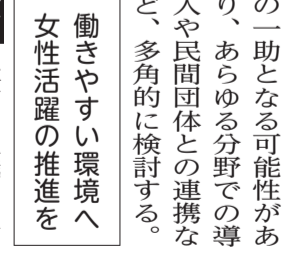 の一助となる可能性があ
り、あらゆる分野での導
人や民間団体との連携な
ど、多角的に検討する。
働きやすい環境へ
女性活躍の推進を